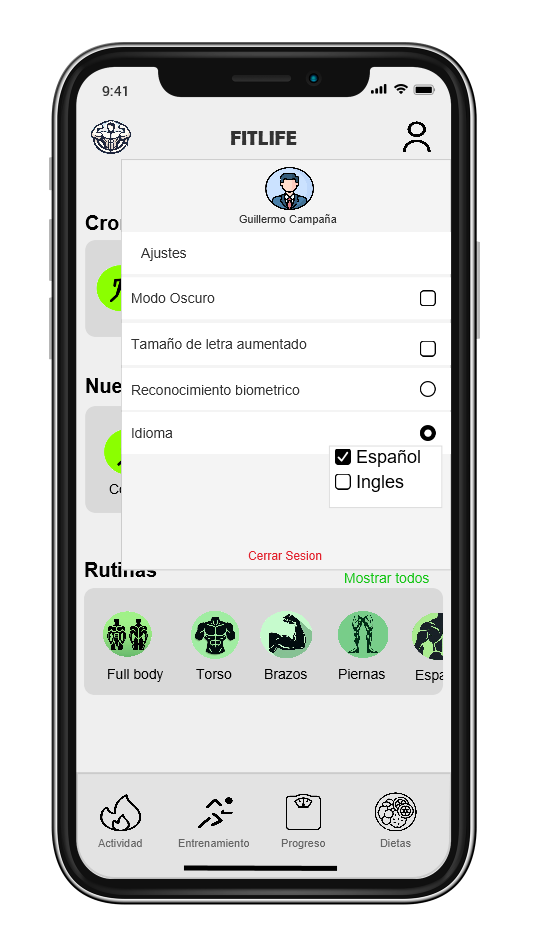 9:41
FITLIFE
Guillermo Campaña
Cro
Ajustes
Modo Oscuro
Tamaño de letra aumentado
Nue
Reconocimiento biometrico
Idioma
Español
Ingles
Co
Cerrar Sesion
Rutinas
Mostrar todos
Full body
Torso
Brazos
Piernas
Espa
Actividad
Entrenamiento
Progreso
Dietas